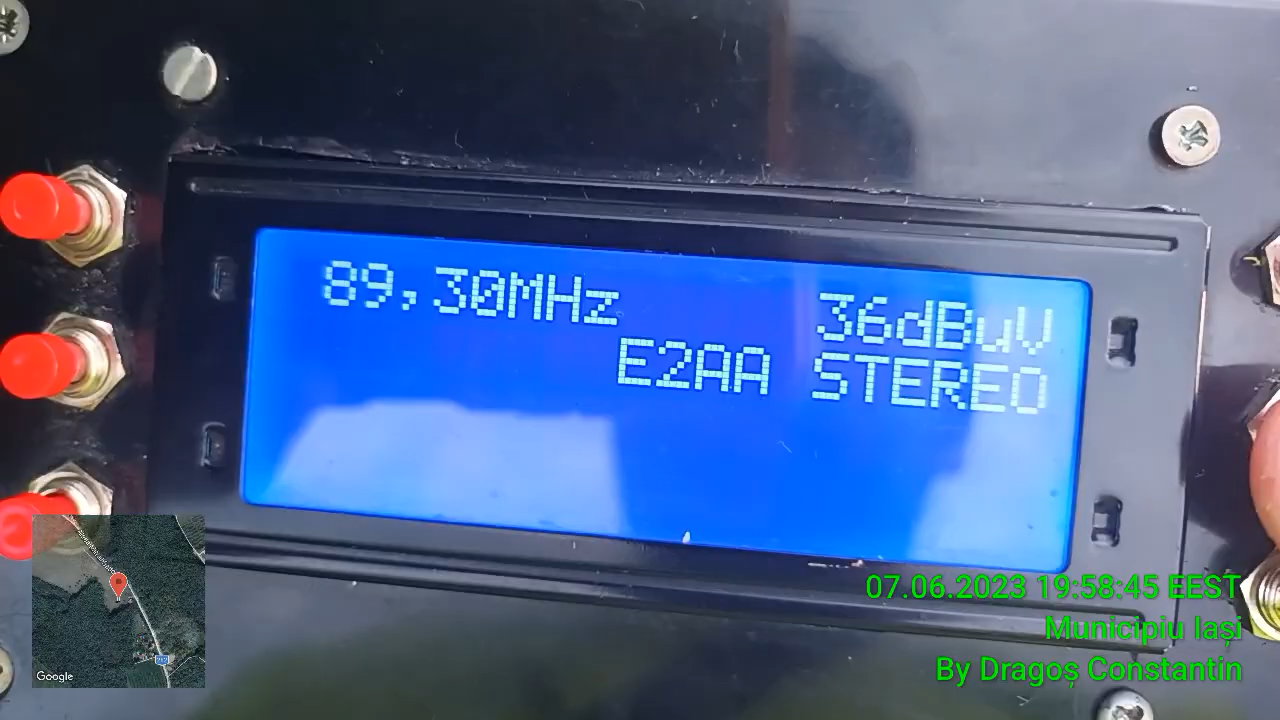 89,30MHz 36dBuV
E2AA STEREO
07.06.2023 19:58:45 EEST
Municipiu Iași
By Dragoș Constantin
Google